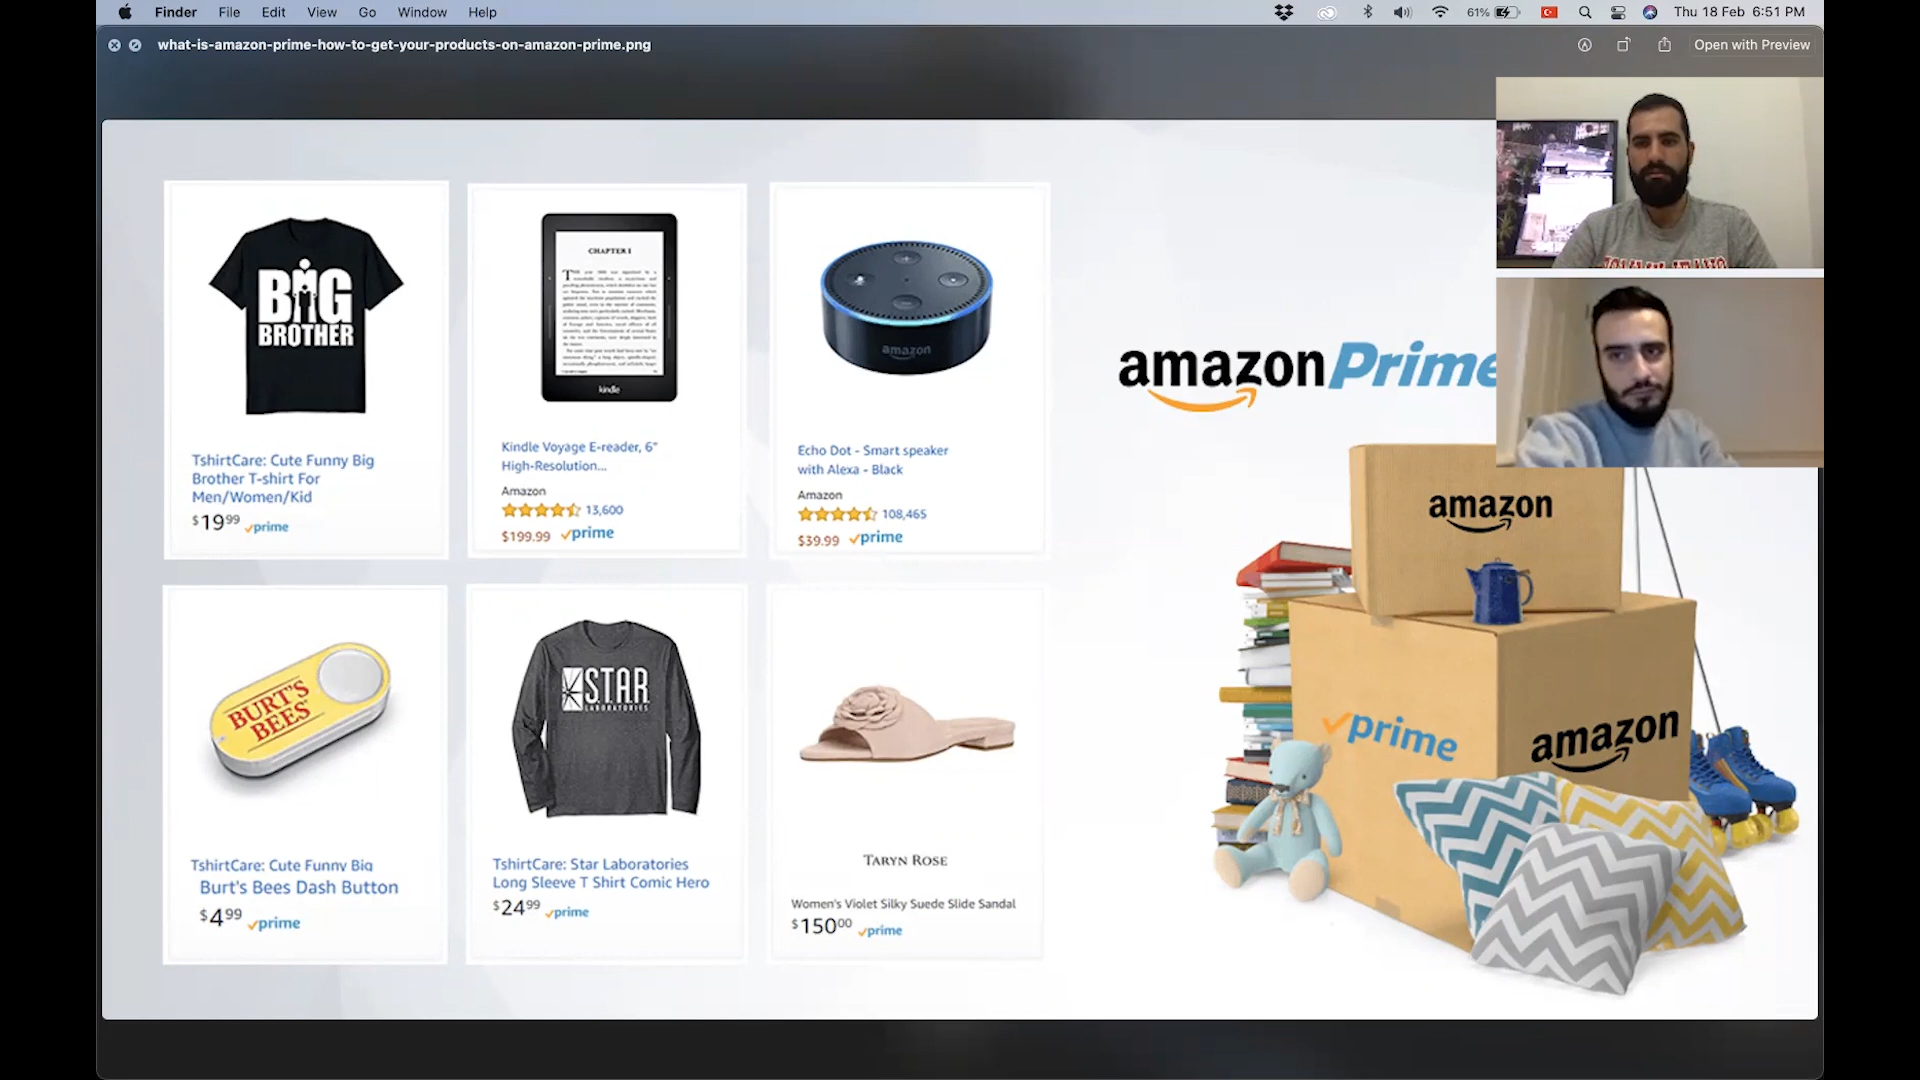 Finder File Edit View Go Window Help
61%
Thu 18 Feb 6:51 PM
what-is-amazon-prime-how-to-get-your-products-on-amazon-prime.png
Open with Preview
BIG
BROTHER
TshirtCare: Cute Funny Big
Brother T-shirt For
Men/Women/Kid
$1999 prime
CHAPTER I
kindle
Kindle Voyage E-reader, 6"
High-Resolution...
Amazon
13,600
$199.99 prime
amazon
Echo Dot - Smart speaker
with Alexa - Black
Amazon
108,465
$39.99 prime
amazonPrime
BURT'S
BEES
TshirtCare: Cute Funny Big
Burt's Bees Dash Button
$499 prime
S.T.A.R.
LABORATORIES
TshirtCare: Star Laboratories
Long Sleeve T Shirt Comic Hero
$2499 prime
TARYN ROSE
Women's Violet Silky Suede Slide Sandal
$15000 prime
amazon
prime
amazon